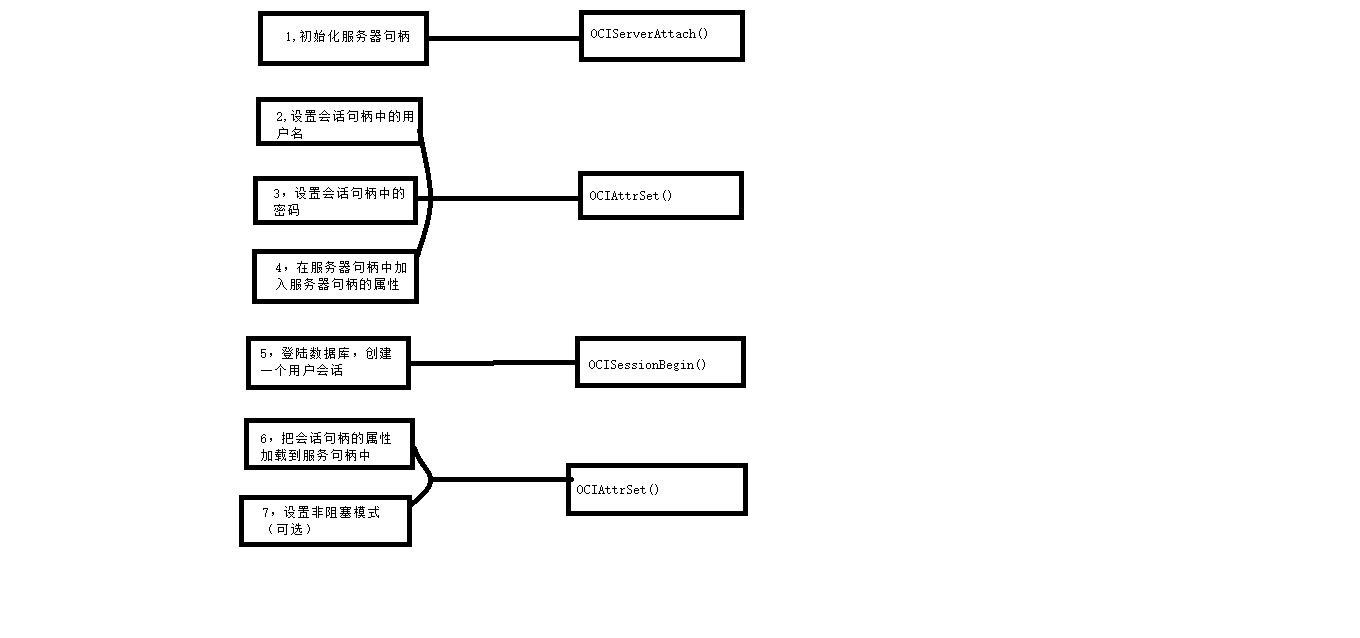 1,初始化服务器句柄
OCIServerAttach()
2,设置会话句柄中的用
户名
3，设置会话句柄中的
密码
OCIAttrSet()
4，在服务器句柄中加
入服务器句柄的属性
5，登陆数据库，创建
一个用户会话
OCISessionBegin()
6，把会话句柄的属性
加载到服务句柄中
OCIAttrSet()
7，设置非阻塞模式
（可选）